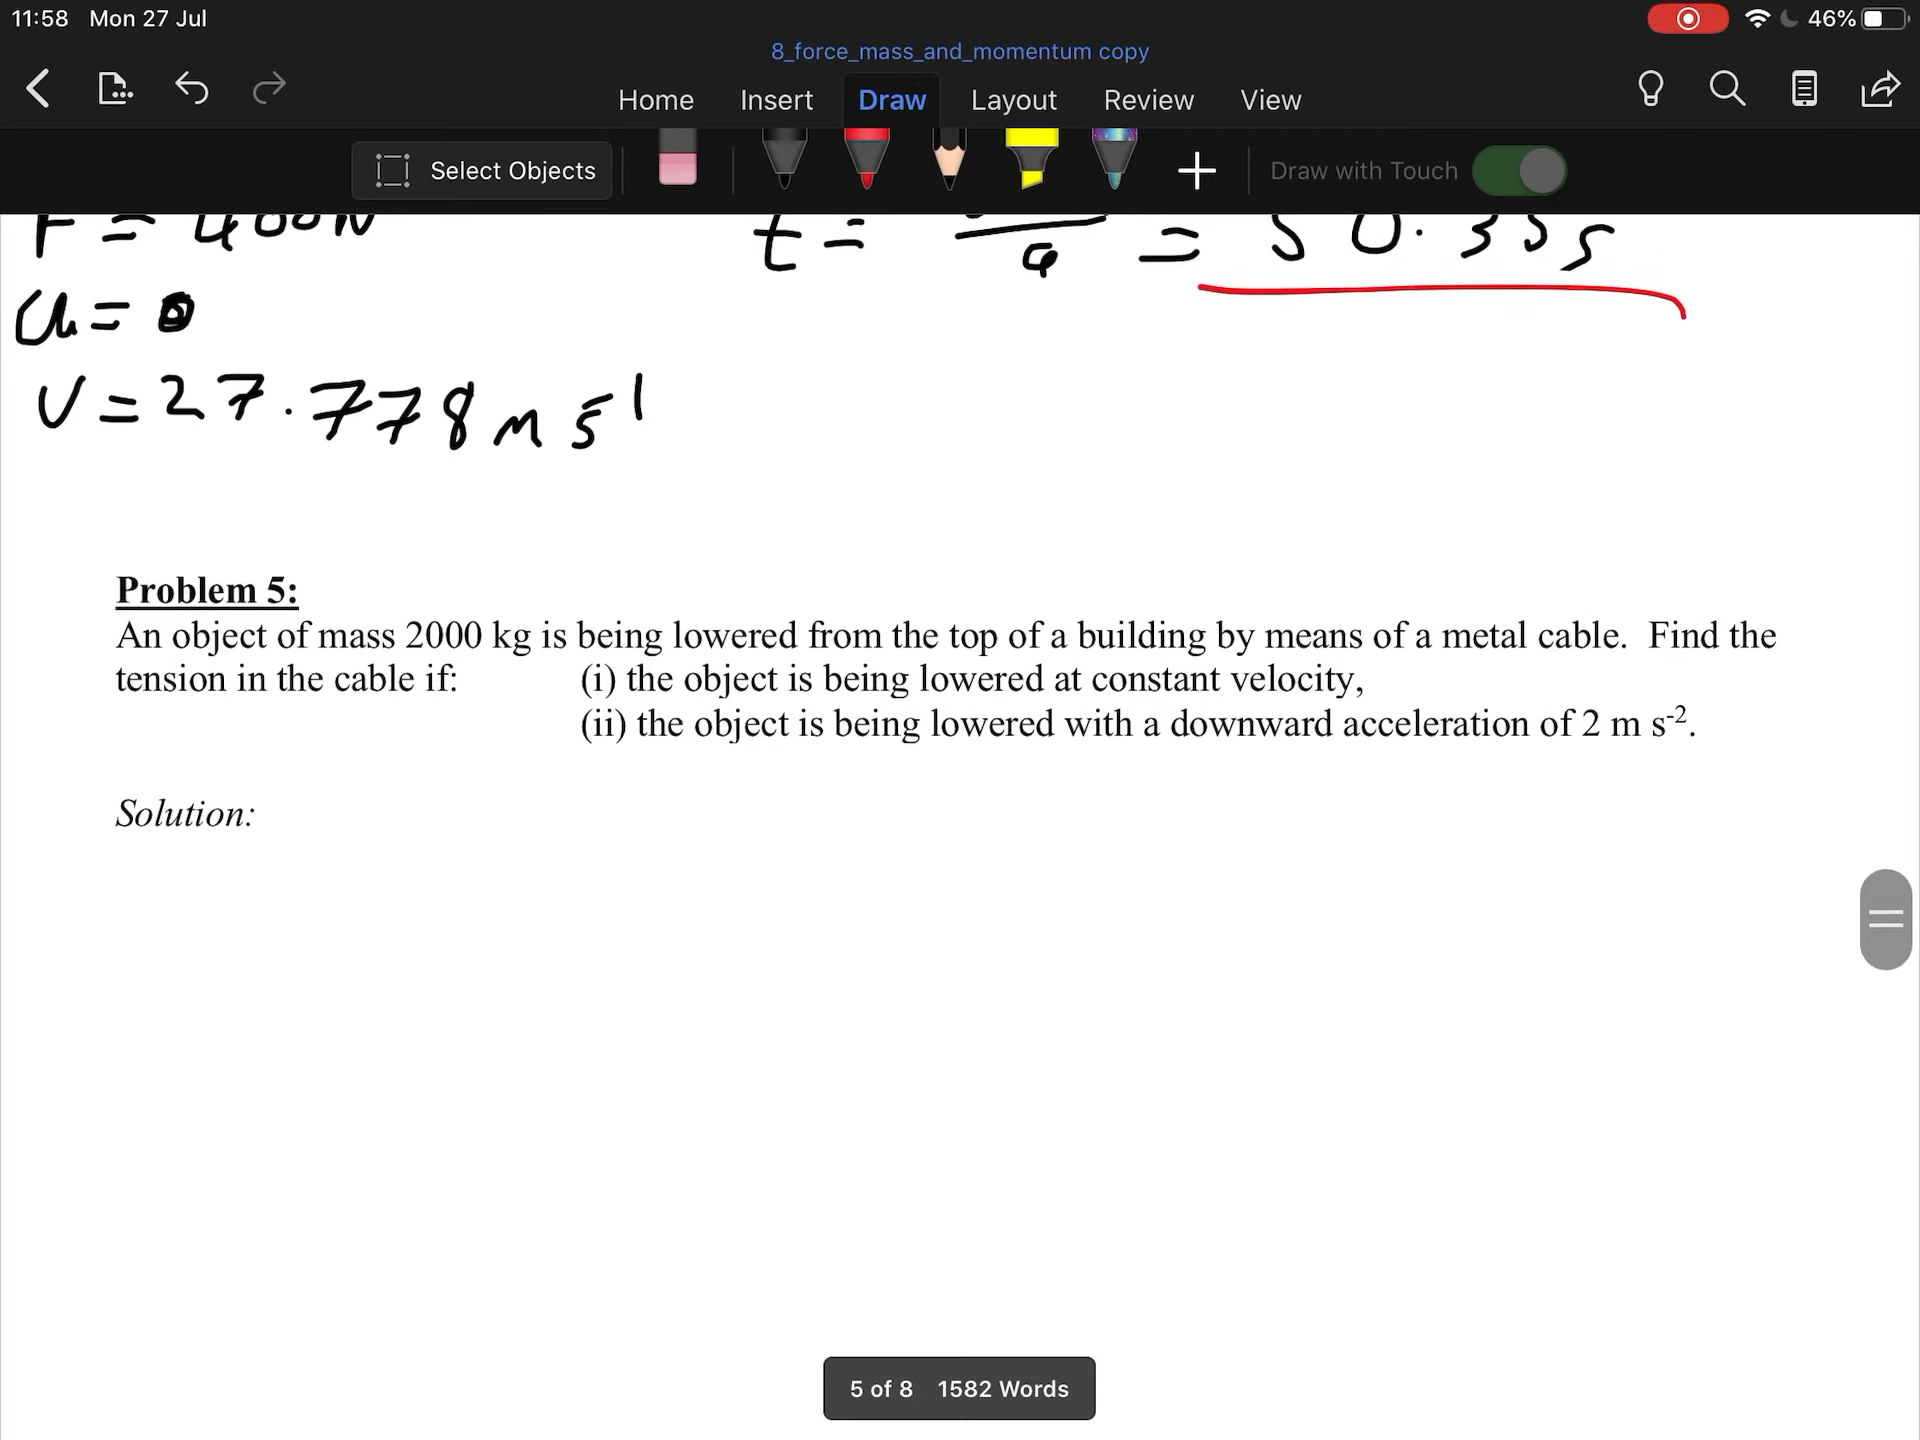 11:58 Mon 27 Jul
46%
8_force_mass_and_momentum copy
Home Insert Draw Layout Review View
Select Objects
Draw with Touch
F = 400N
t = = 50.35s
u = 0
v = 27.778 m s⁻¹
Problem 5:
An object of mass 2000 kg is being lowered from the top of a building by means of a metal cable. Find the
tension in the cable if: (i) the object is being lowered at constant velocity,
(ii) the object is being lowered with a downward acceleration of 2 m s⁻².
Solution:
5 of 8 1582 Words